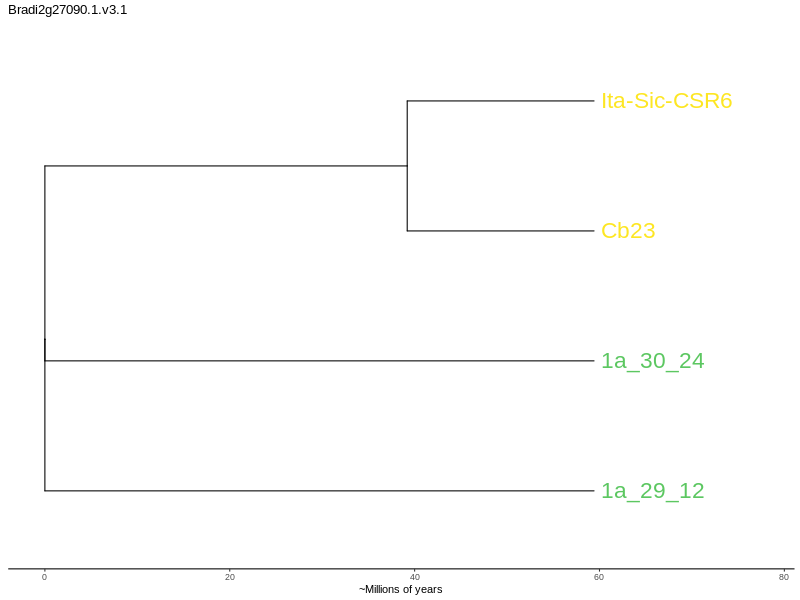 Bradi2g27090.1.v3.1
Ita-Sic-CSR6
Cb23
1a_30_24
1a_29_12
0 20 40 60 80
~Millions of years